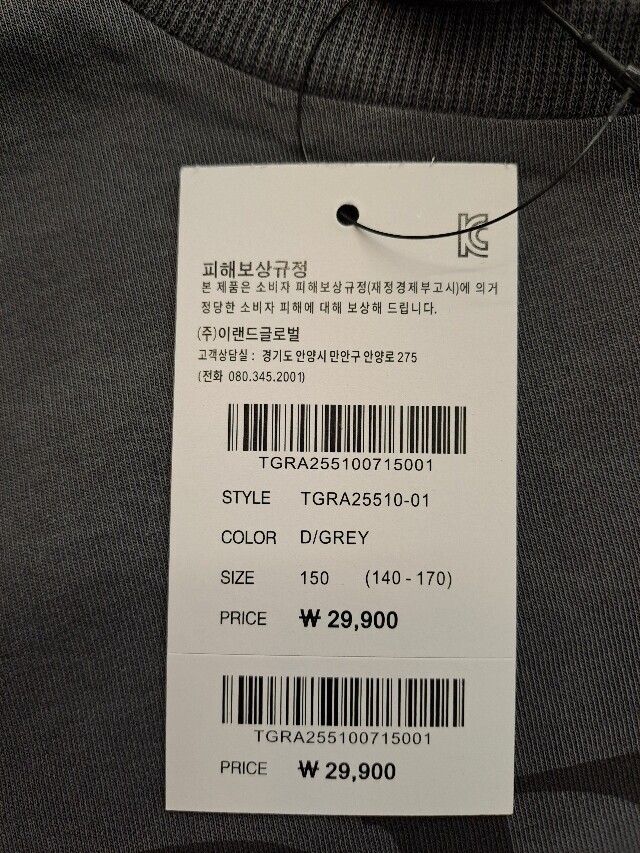 KC
피해보상규정
본 제품은 소비자 피해보상규정(재정경제부고시)에 의거
정당한 소비자 피해에 대해 보상해 드립니다.
(주)이랜드글로벌
고객상담실 : 경기도 안양시 만안구 안양로 275
(전화 080.345.2001)
TGRA255100715001
STYLE TGRA25510-01
COLOR D/GREY
SIZE 150 (140 - 170)
PRICE ₩ 29,900
TGRA255100715001
PRICE ₩ 29,900